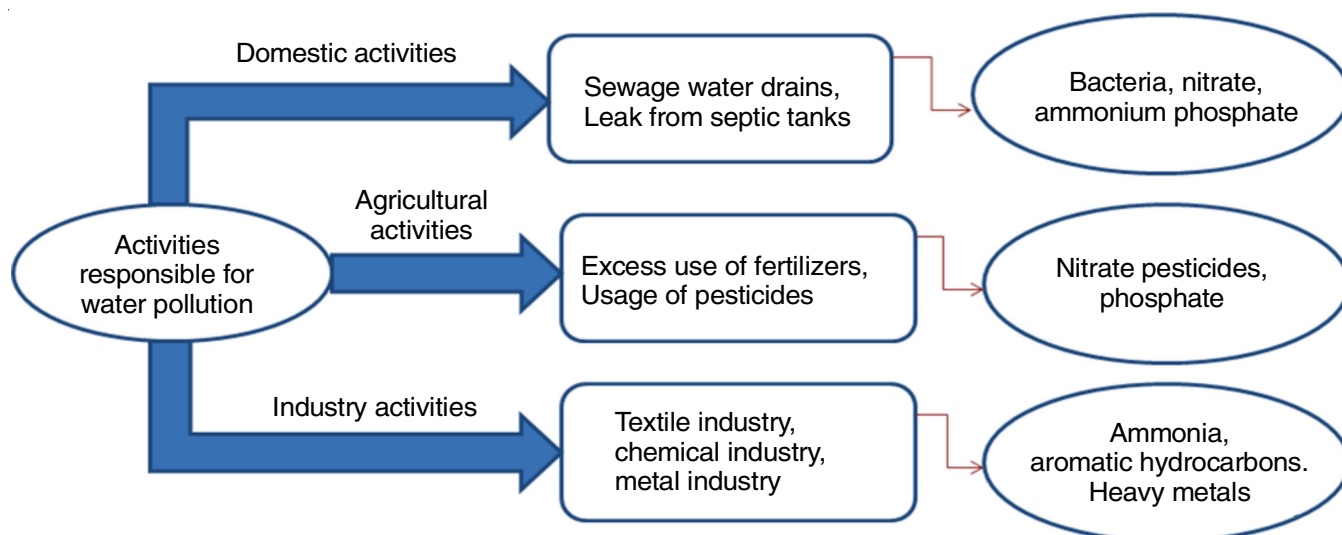 Domestic activities
Sewage water drains,
Leak from septic tanks
Bacteria, nitrate,
ammonium phosphate
Activities
responsible for
water pollution
Agricultural
activities
Excess use of fertilizers,
Usage of pesticides
Nitrate pesticides,
phosphate
Industry activities
Textile industry,
chemical industry,
metal industry
Ammonia,
aromatic hydrocarbons.
Heavy metals